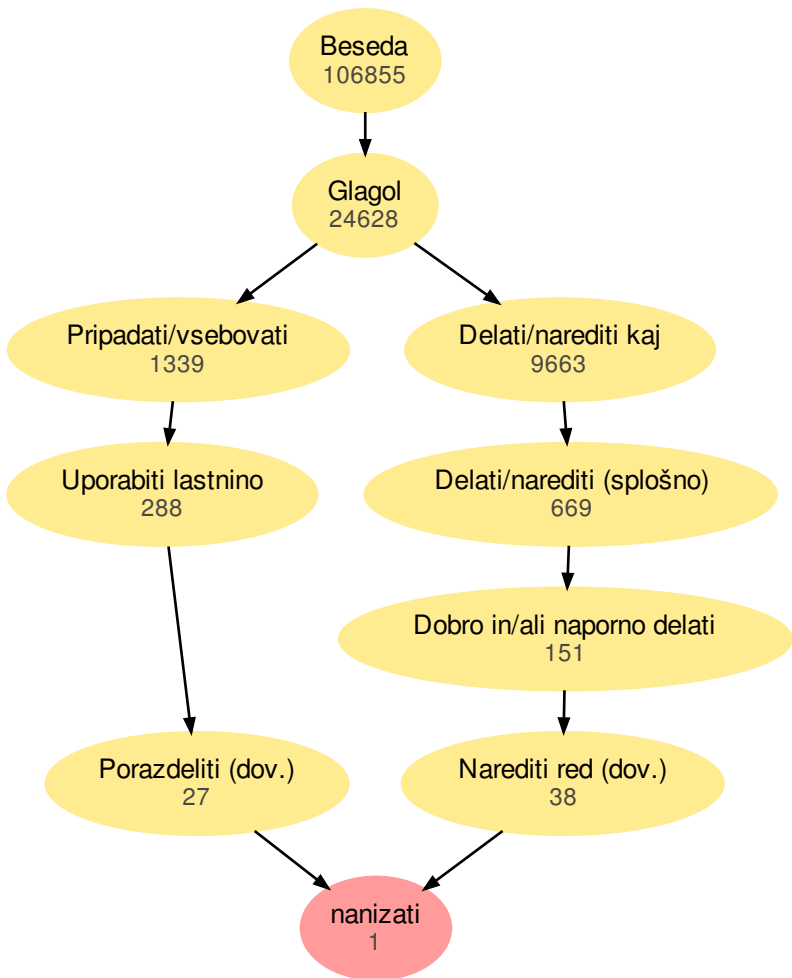 Beseda
106855
Glagol
24628
Pripadati/vsebovati
1339
Delati/narediti kaj
9663
Uporabiti lastnino
288
Delati/narediti (splošno)
669
Dobro in/ali naporno delati
151
Porazdeliti (dov.)
27
Narediti red (dov.)
38
nanizati
1